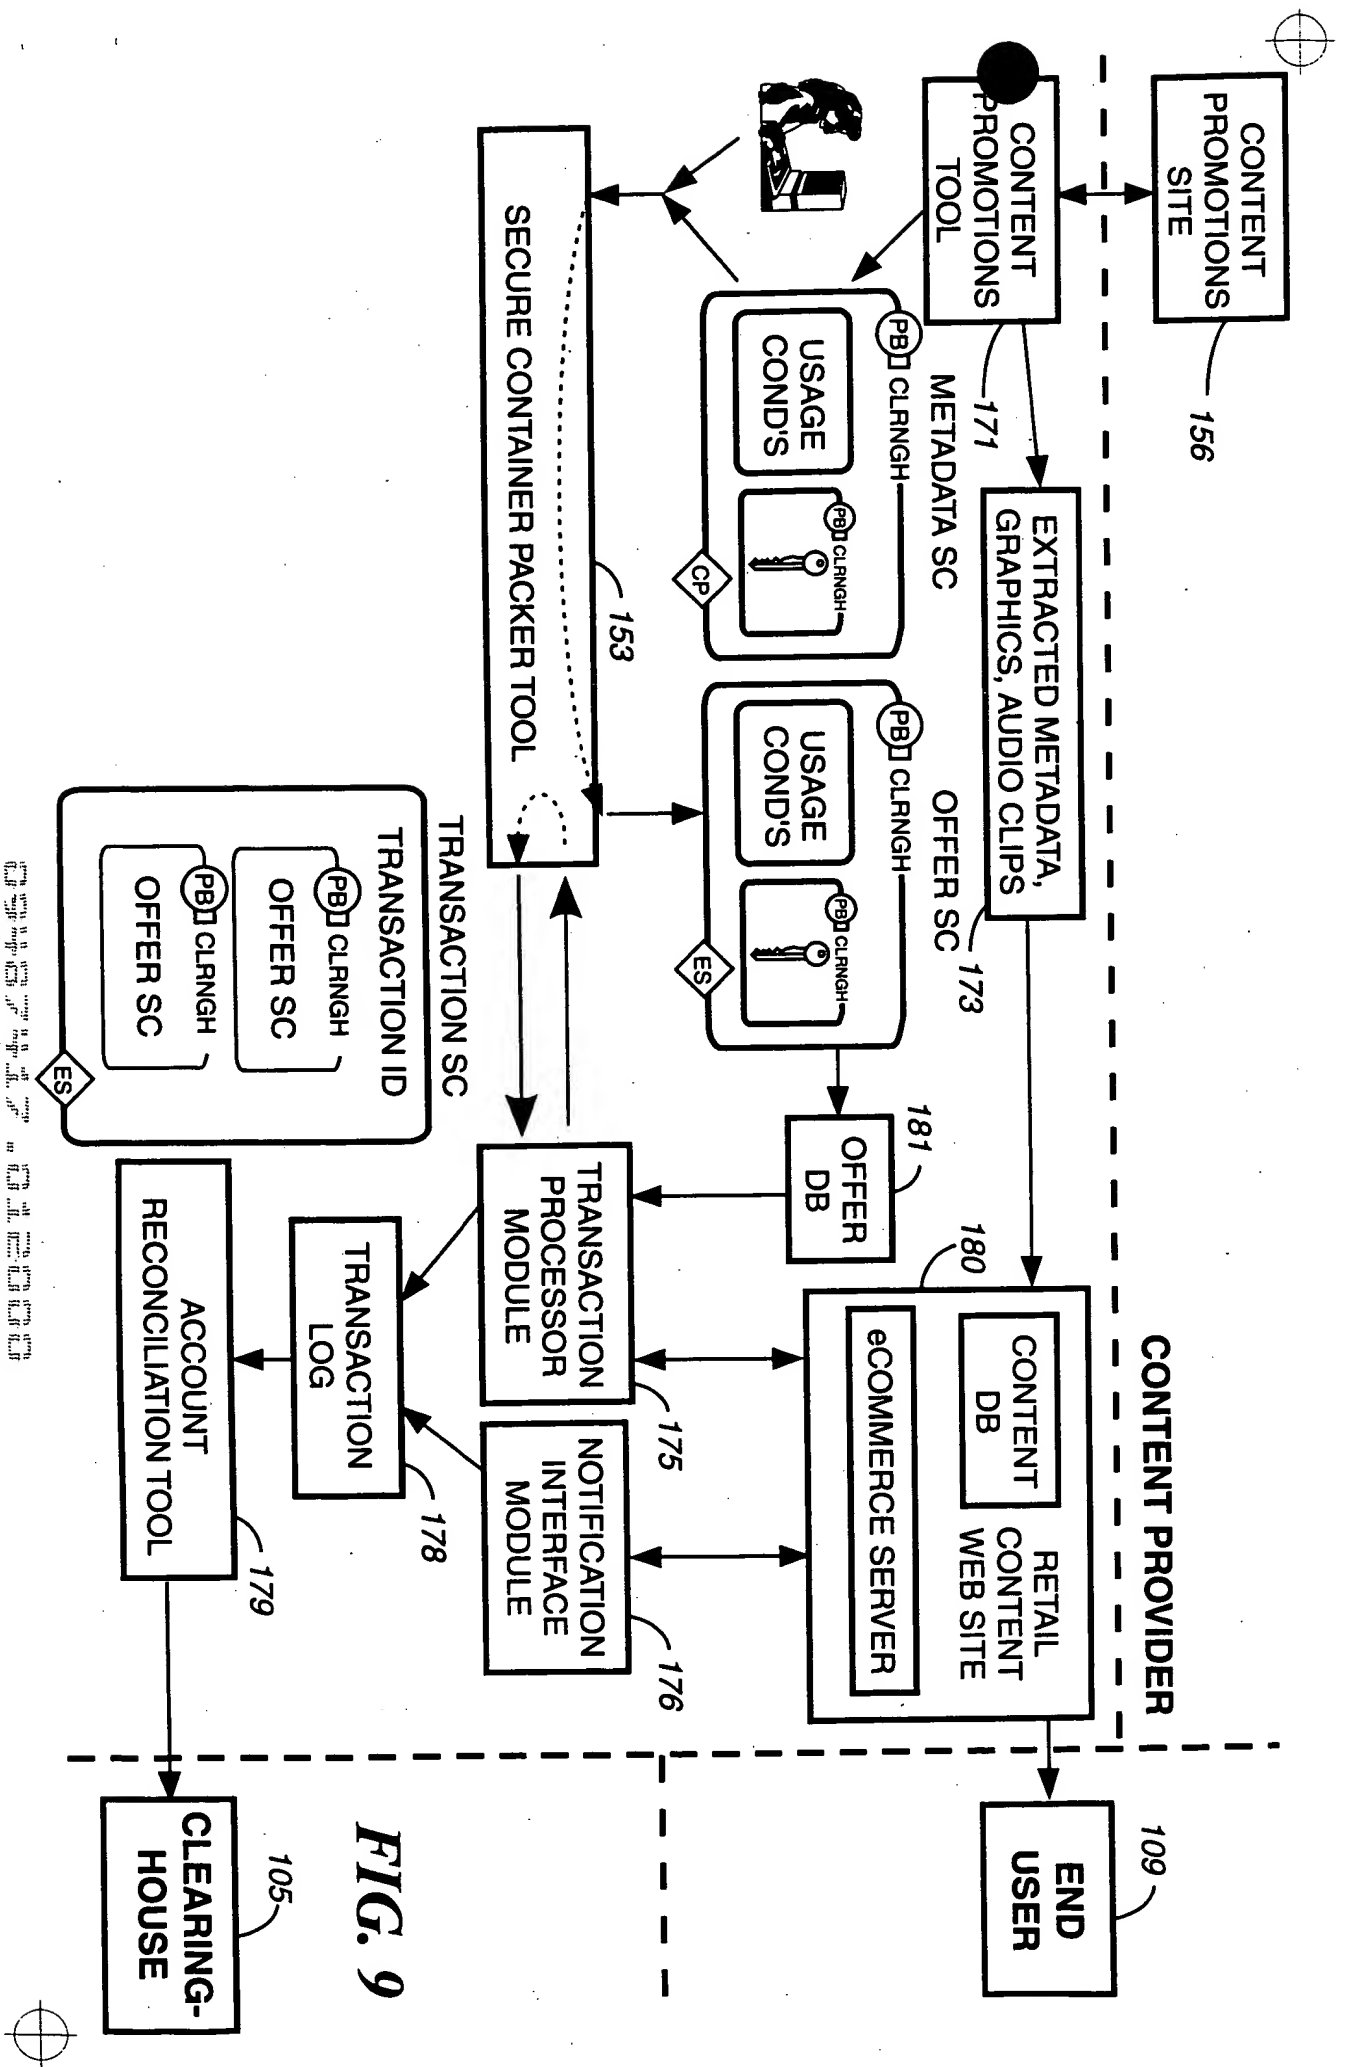 CONTENT PROVIDER
CONTENT
PROMOTIONS
SITE
156
CONTENT
PROMOTIONS
TOOL
171
EXTRACTED METADATA,
GRAPHICS, AUDIO CLIPS
173
METADATA SC
PB CLRNGH
USAGE
COND'S
PB CLRNGH
CP
OFFER SC
PB CLRNGH
USAGE
COND'S
PB CLRNGH
ES
181
OFFER
DB
180
CONTENT
DB
RETAIL
CONTENT
WEB SITE
eCOMMERCE SERVER
109
END
USER
153
SECURE CONTAINER PACKER TOOL
TRANSACTION
PROCESSOR
MODULE
175
NOTIFICATION
INTERFACE
MODULE
176
TRANSACTION SC
TRANSACTION ID
PB CLRNGH
OFFER SC
PB CLRNGH
OFFER SC
ES
TRANSACTION
LOG
178
ACCOUNT
RECONCILIATION TOOL
179
105
CLEARING-
HOUSE
FIG. 9